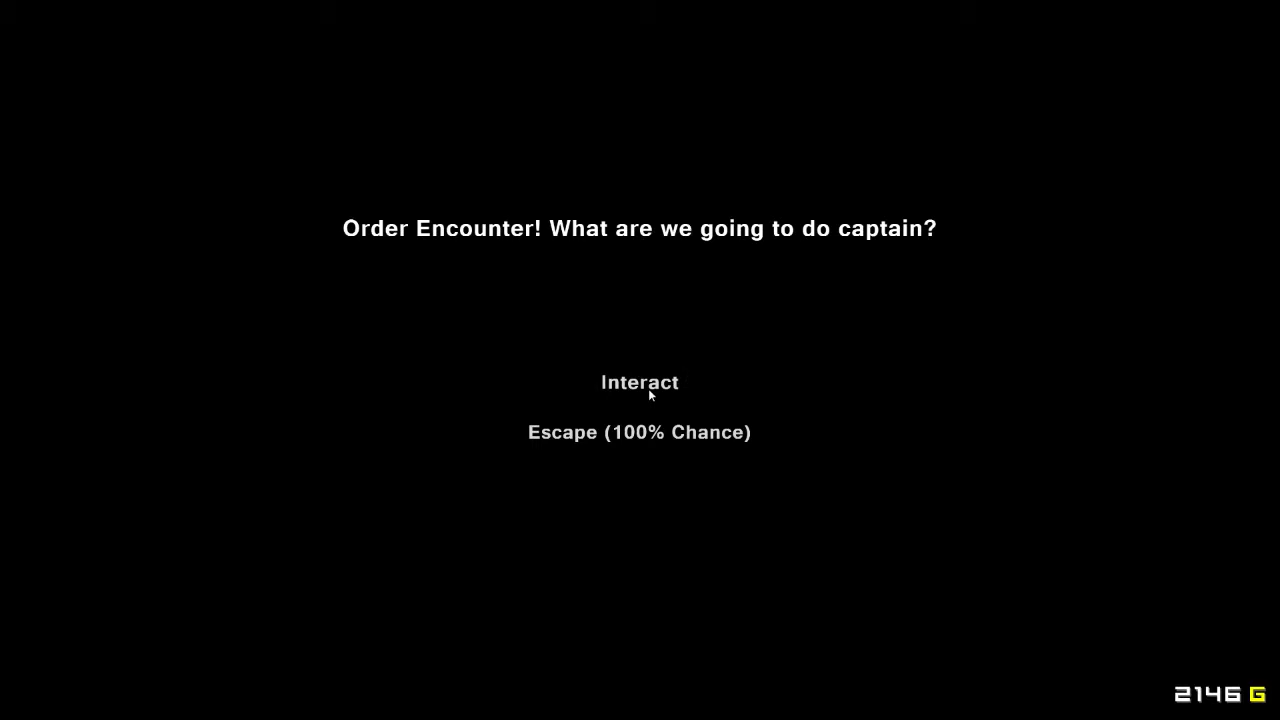 Order Encounter! What are we going to do captain?
Interact
Escape (100% Chance)
2146 G